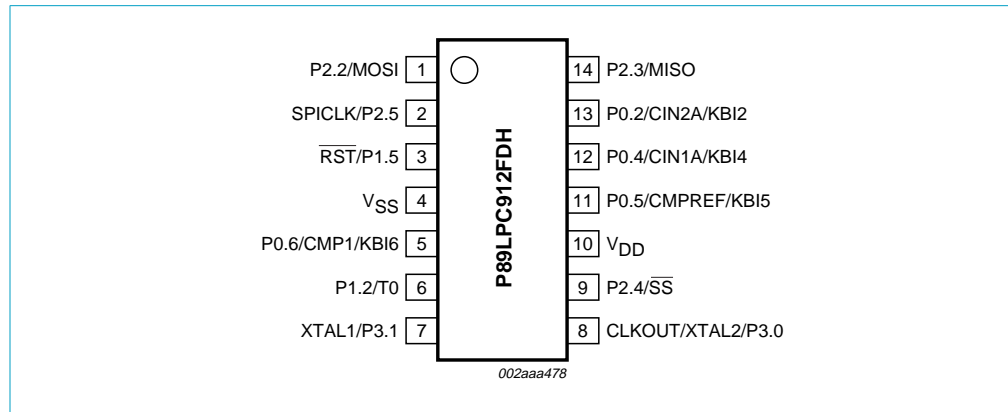 P2.2/MOSI 1 14 P2.3/MISO
SPICLK/P2.5 2 13 P0.2/CIN2A/KBI2
RST/P1.5 3 12 P0.4/CIN1A/KBI4
VSS 4 11 P0.5/CMPREF/KBI5
P0.6/CMP1/KBI6 5 10 VDD
P1.2/T0 6 9 P2.4/SS
XTAL1/P3.1 7 8 CLKOUT/XTAL2/P3.0
P89LPC912FDH
002aaa478